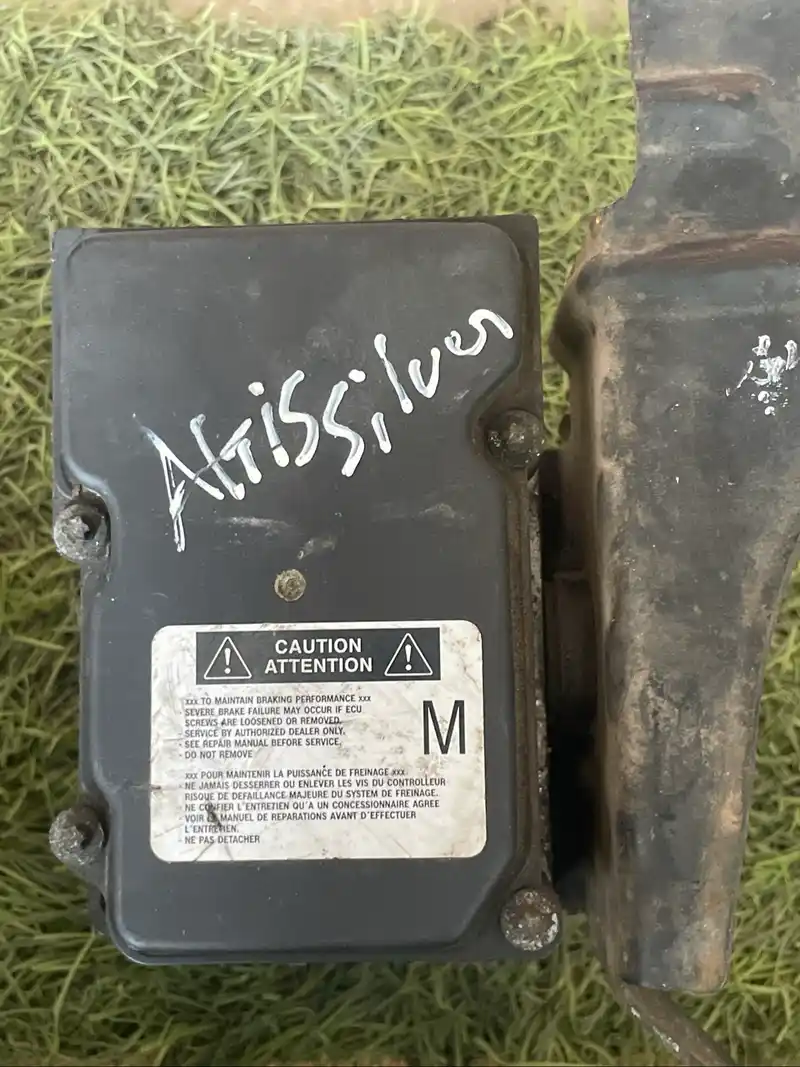 Altis Silver
CAUTION
ATTENTION
xxx TO MAINTAIN BRAKING PERFORMANCE xxx
- SEVERE BRAKE FAILURE MAY OCCUR IF ECU
SCREWS ARE LOOSENED OR REMOVED.
- SERVICE BY AUTHORIZED DEALER ONLY.
- SEE REPAIR MANUAL BEFORE SERVICE.
- DO NOT REMOVE
M
xxx POUR MAINTENIR LA PUISSANCE DE FREINAGE xxx
- NE JAMAIS DESSERRER OU ENLEVER LES VIS DU CONTROLLEUR
RISQUE DE DEFAILLANCE MAJEURE DU SYSTEM DE FREINAGE.
- NE CONFIER L'ENTRETIEN QU'A UN CONCESSIONNAIRE AGREE
- VOIR LE MANUEL DE REPARATIONS AVANT D'EFFECTUER
L'ENTRETIEN.
- NE PAS DETACHER